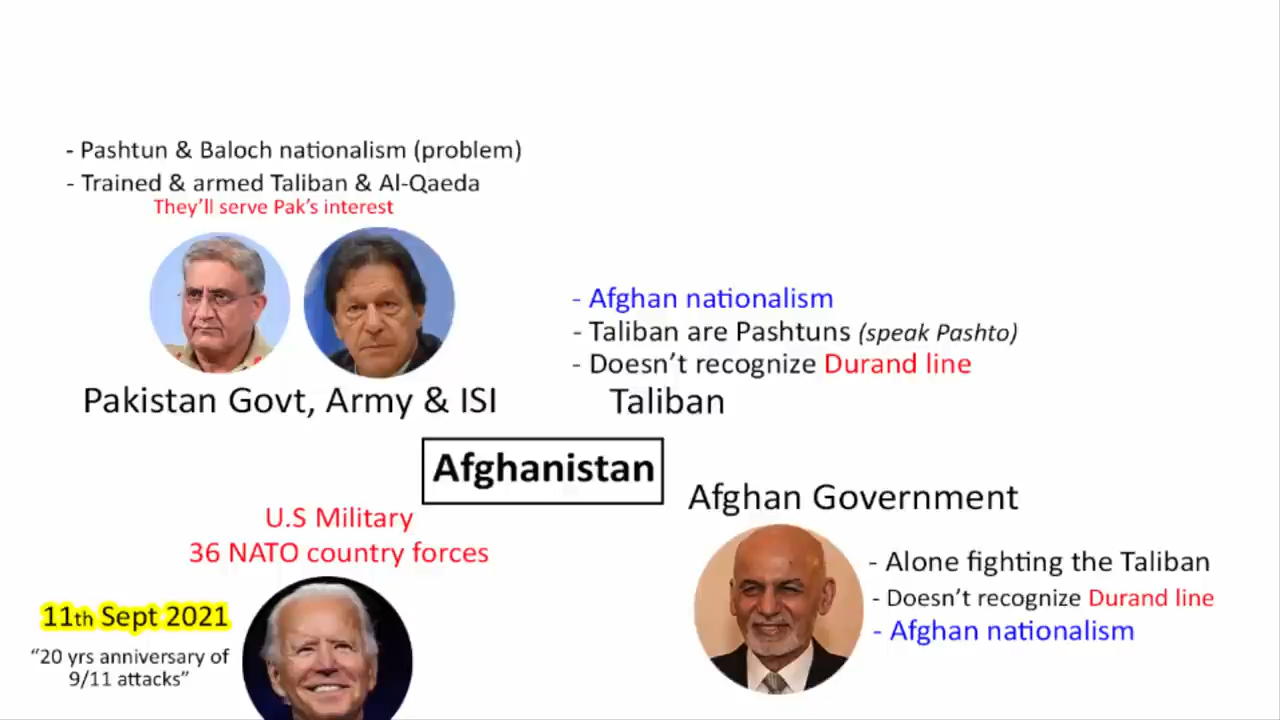 - Pashtun & Baloch nationalism (problem)
- Trained & armed Taliban & Al-Qaeda
They'll serve Pak's interest
Pakistan Govt, Army & ISI
- Afghan nationalism
- Taliban are Pashtuns (speak Pashto)
- Doesn't recognize Durand line
Taliban
Afghanistan
U.S Military
36 NATO country forces
11th Sept 2021
“20 yrs anniversary of
9/11 attacks”
Afghan Government
- Alone fighting the Taliban
- Doesn't recognize Durand line
- Afghan nationalism